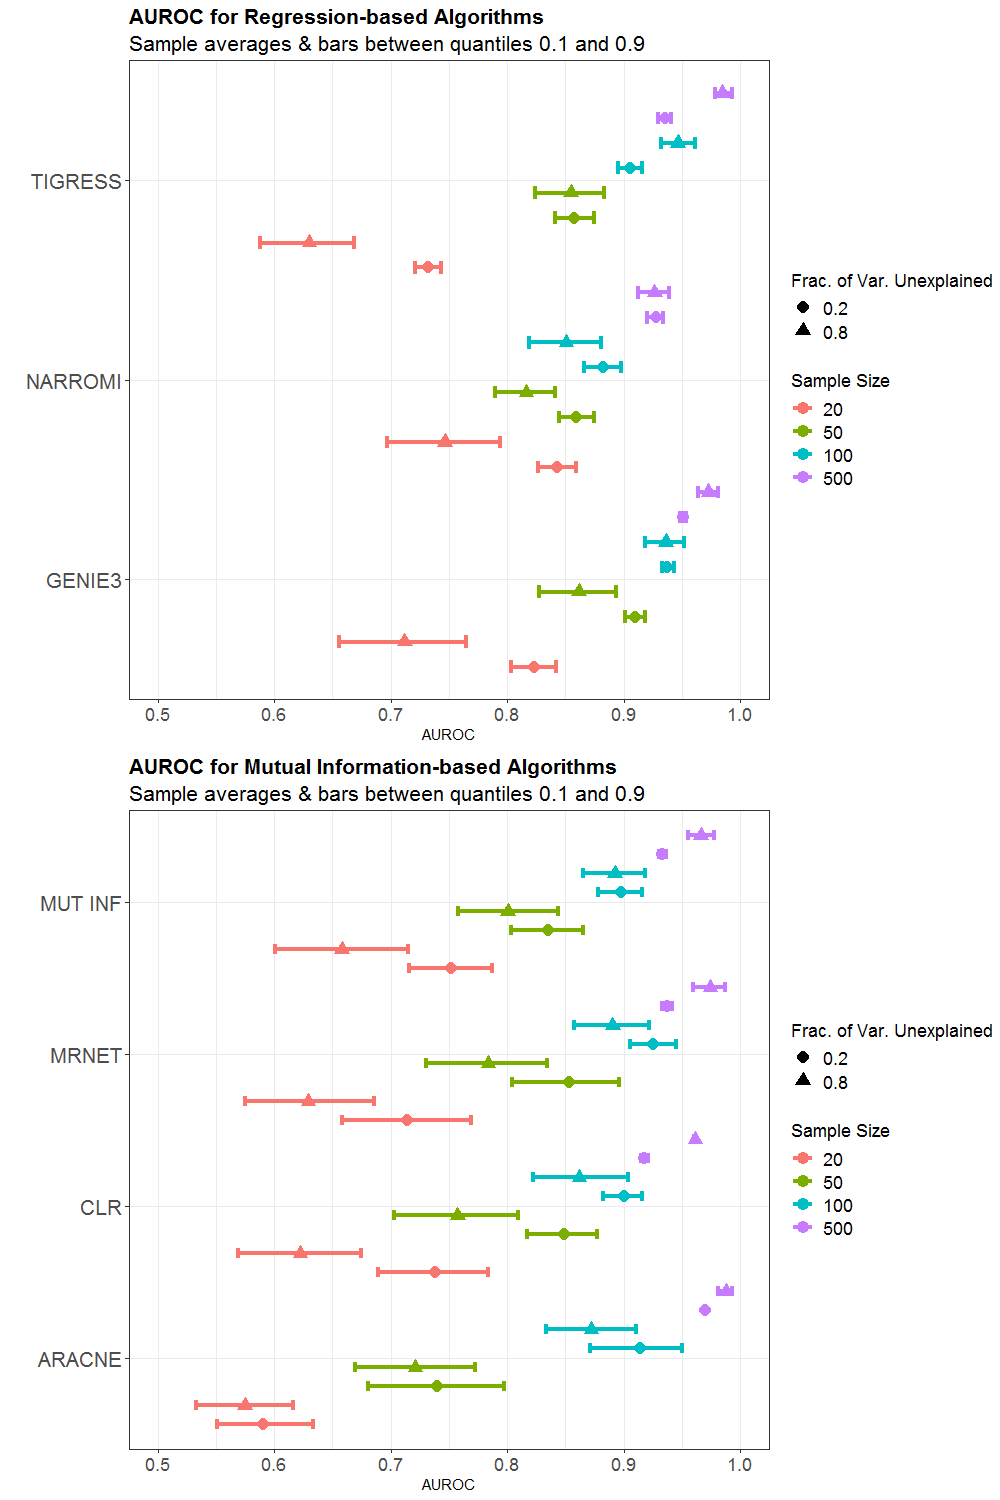 AUROC for Regression-based Algorithms
Sample averages & bars between quantiles 0.1 and 0.9
TIGRESS
NARROMI
GENIE3
0.5 0.6 0.7 0.8 0.9 1.0
AUROC
Frac. of Var. Unexplained
0.2
0.8
Sample Size
20
50
100
500
AUROC for Mutual Information-based Algorithms
Sample averages & bars between quantiles 0.1 and 0.9
MUT INF
MRNET
CLR
ARACNE
0.5 0.6 0.7 0.8 0.9 1.0
AUROC
Frac. of Var. Unexplained
0.2
0.8
Sample Size
20
50
100
500